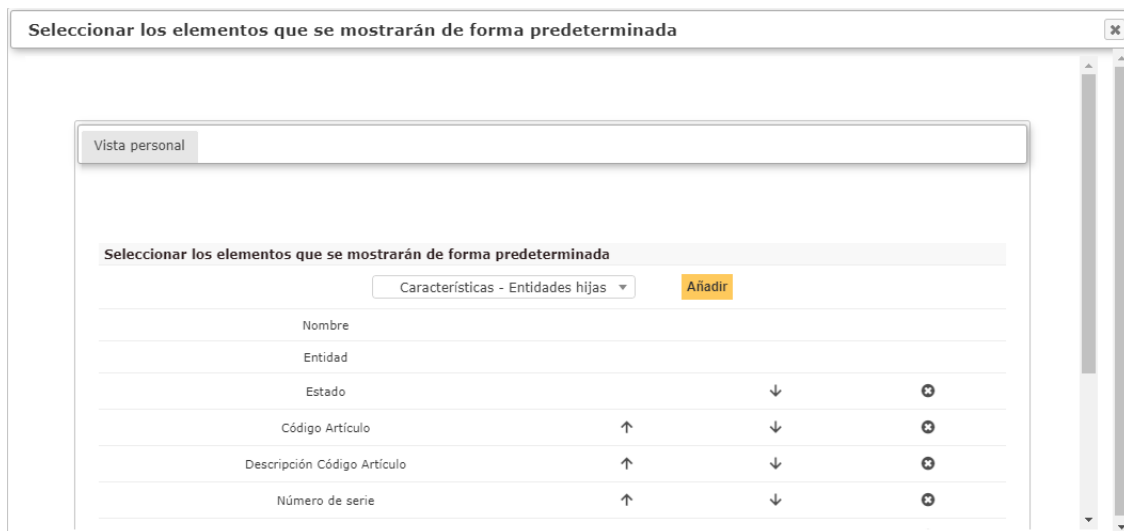 Seleccionar los elementos que se mostrarán de forma predeterminada
Vista personal
Seleccionar los elementos que se mostrarán de forma predeterminada
Características - Entidades hijas
Añadir
Nombre
Entidad
Estado
Código Artículo
Descripción Código Artículo
Número de serie